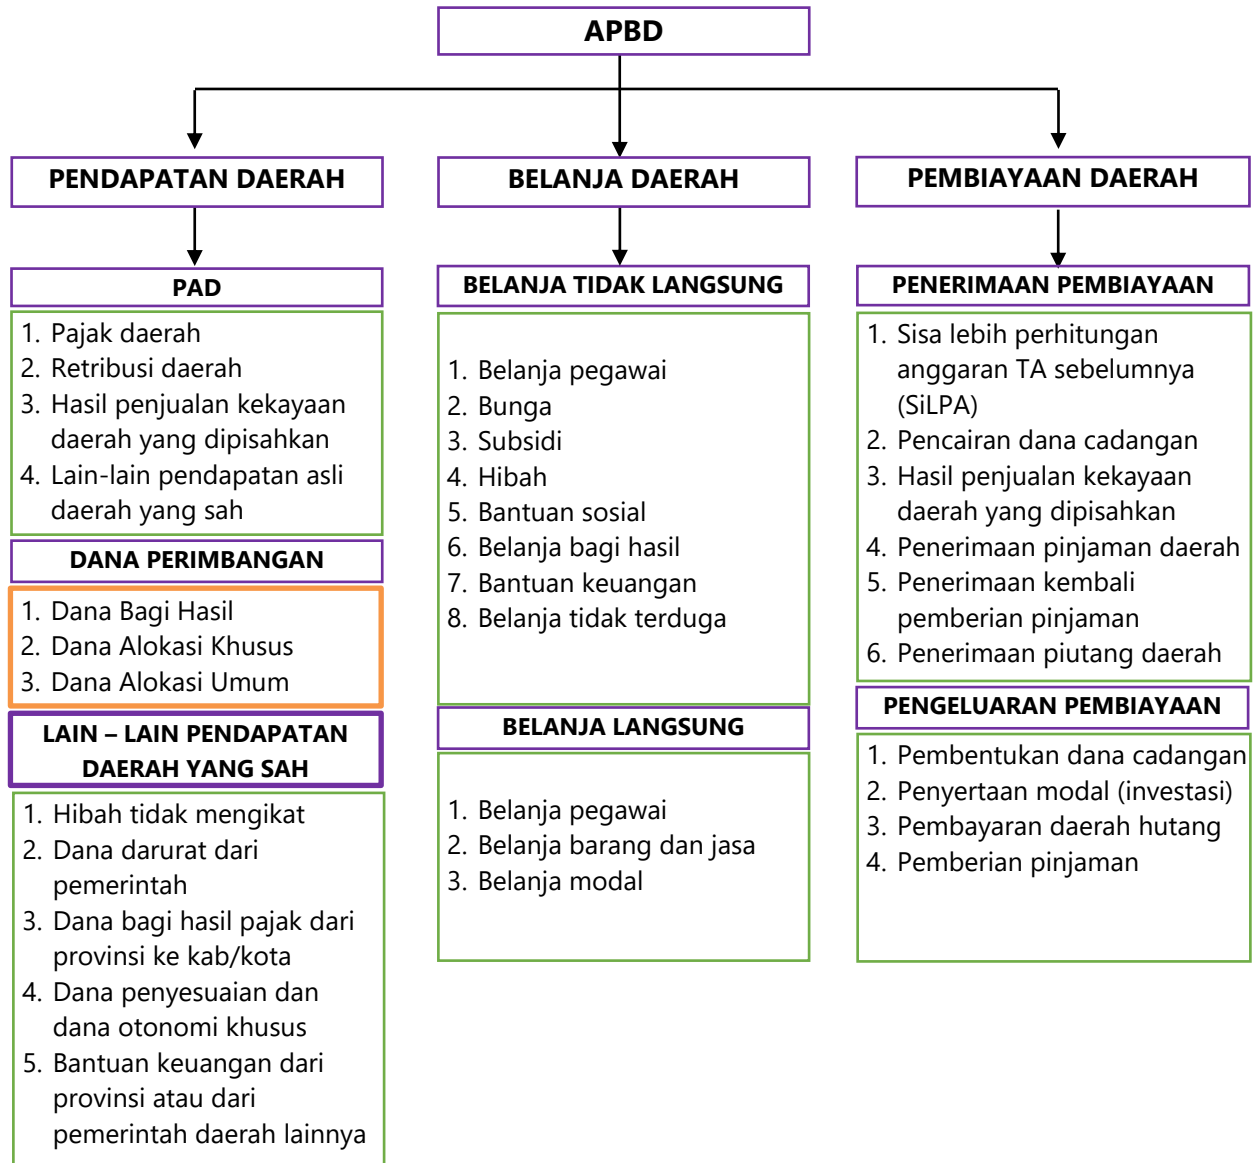 APBD
PENDAPATAN DAERAH
PAD
1. Pajak daerah
2. Retribusi daerah
3. Hasil penjualan kekayaan
daerah yang dipisahkan
4. Lain-lain pendapatan asli
daerah yang sah
DANA PERIMBANGAN
1. Dana Bagi Hasil
2. Dana Alokasi Khusus
3. Dana Alokasi Umum
LAIN – LAIN PENDAPATAN
DAERAH YANG SAH
1. Hibah tidak mengikat
2. Dana darurat dari
pemerintah
3. Dana bagi hasil pajak dari
provinsi ke kab/kota
4. Dana penyesuaian dan
dana otonomi khusus
5. Bantuan keuangan dari
provinsi atau dari
pemerintah daerah lainnya
BELANJA DAERAH
BELANJA TIDAK LANGSUNG
1. Belanja pegawai
2. Bunga
3. Subsidi
4. Hibah
5. Bantuan sosial
6. Belanja bagi hasil
7. Bantuan keuangan
8. Belanja tidak terduga
BELANJA LANGSUNG
1. Belanja pegawai
2. Belanja barang dan jasa
3. Belanja modal
PEMBIAYAAN DAERAH
PENERIMAAN PEMBIAYAAN
1. Sisa lebih perhitungan
anggaran TA sebelumnya
(SiLPA)
2. Pencairan dana cadangan
3. Hasil penjualan kekayaan
daerah yang dipisahkan
4. Penerimaan pinjaman daerah
5. Penerimaan kembali
pemberian pinjaman
6. Penerimaan piutang daerah
PENGELUARAN PEMBIAYAAN
1. Pembentukan dana cadangan
2. Penyertaan modal (investasi)
3. Pembayaran daerah hutang
4. Pemberian pinjaman